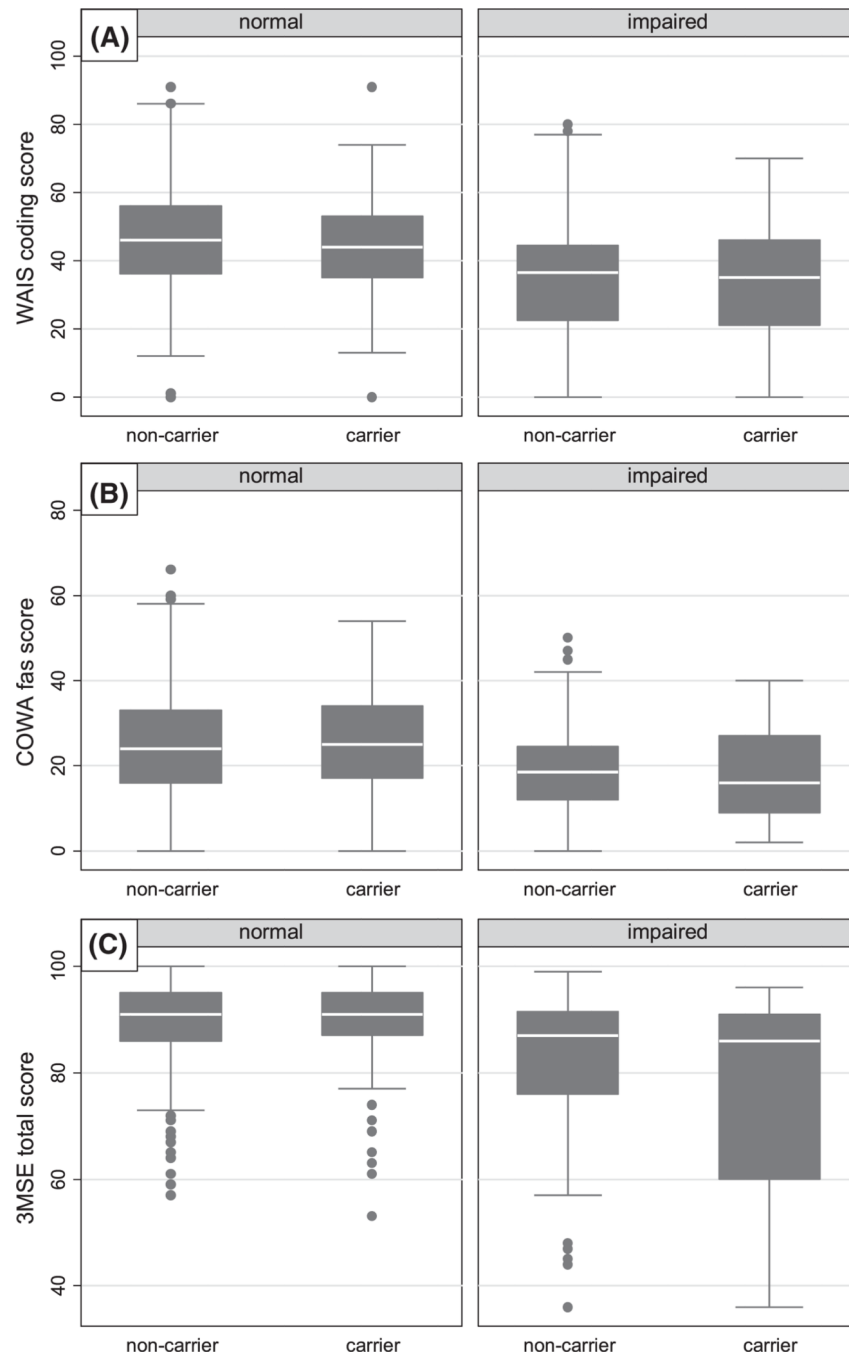 (A)
normal
impaired
WAIS coding score
100
80
60
40
20
0
non-carrier
carrier
non-carrier
carrier
(B)
normal
impaired
COWA fas score
80
60
40
20
0
non-carrier
carrier
non-carrier
carrier
(C)
normal
impaired
3MSE total score
100
80
60
40
non-carrier
carrier
non-carrier
carrier